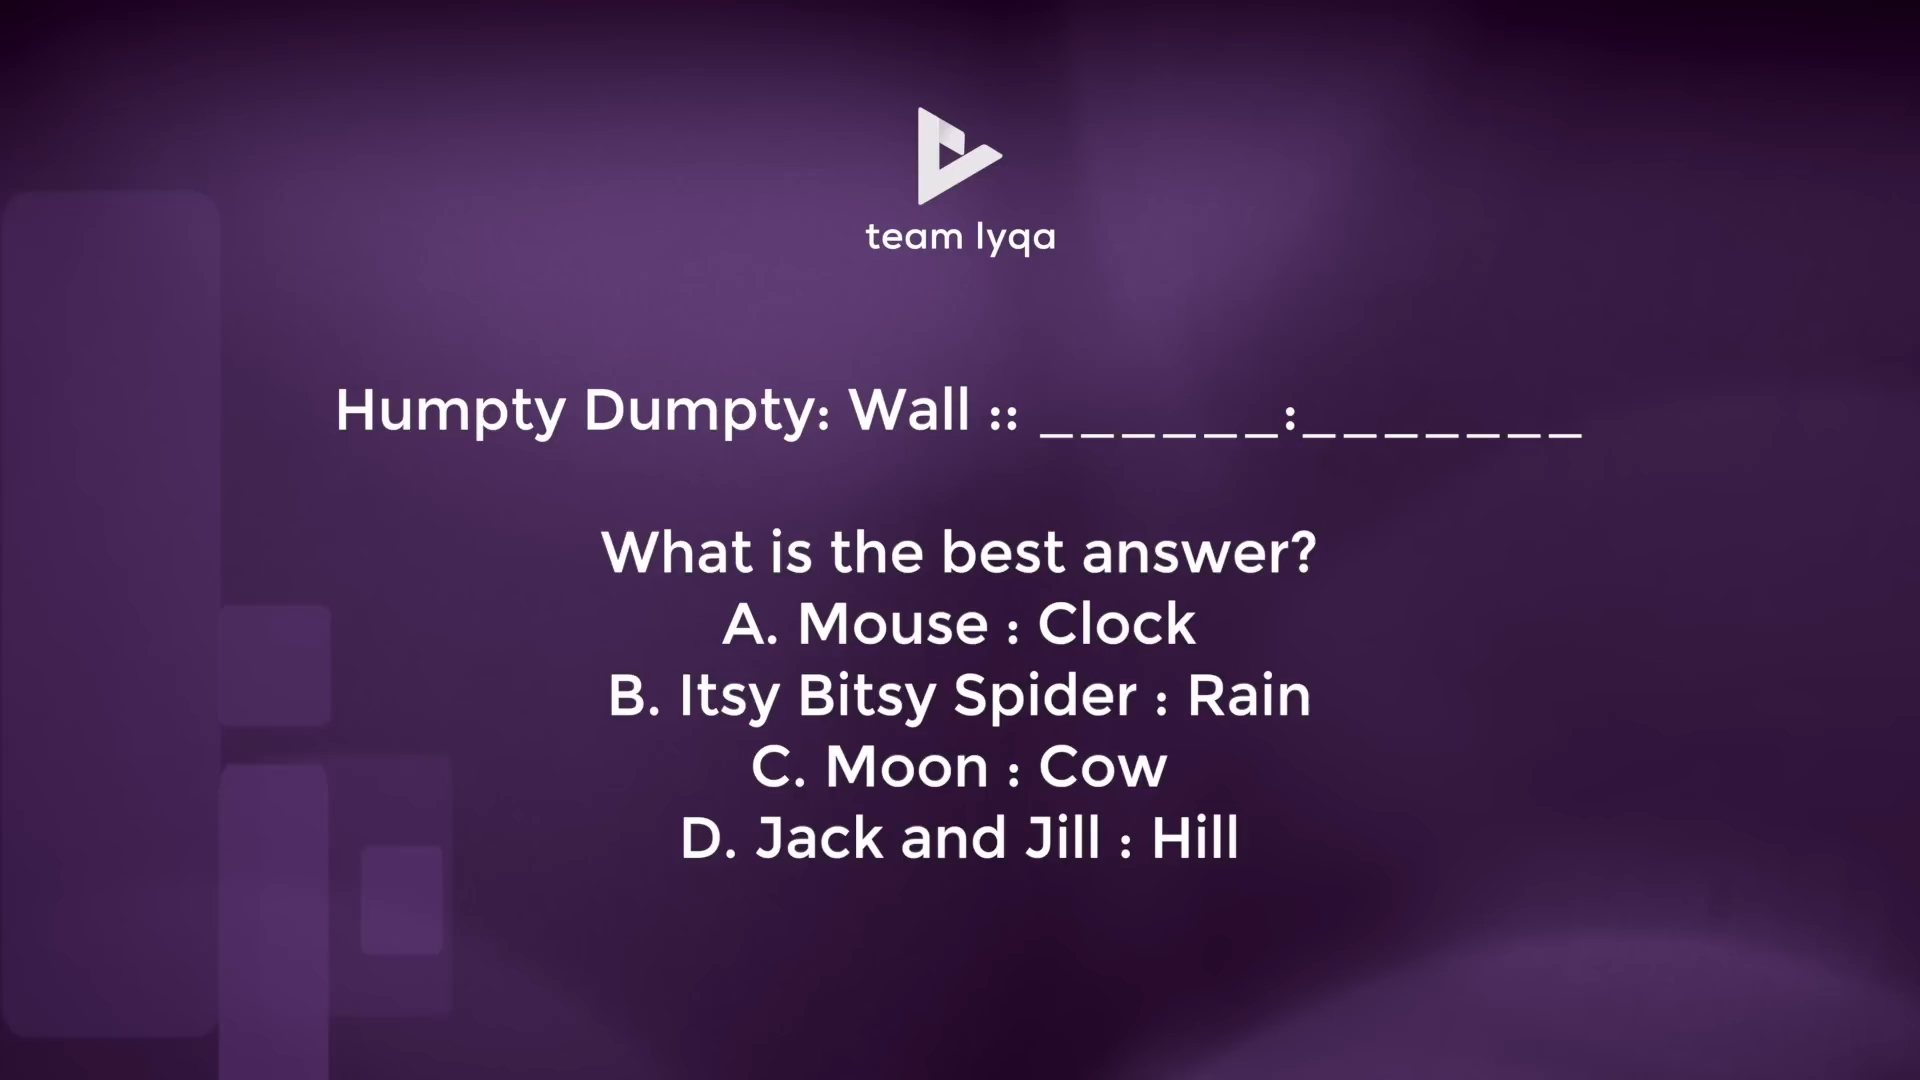 team lyqa
Humpty Dumpty: Wall :: ______:_______
What is the best answer?
A. Mouse : Clock
B. Itsy Bitsy Spider : Rain
C. Moon : Cow
D. Jack and Jill : Hill